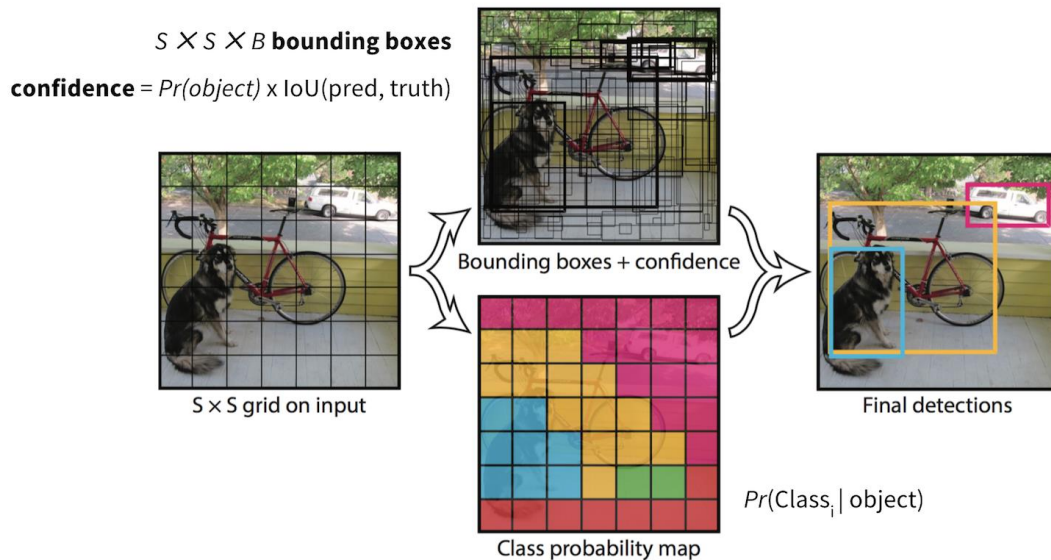 S × S × B bounding boxes
confidence = Pr(object) x IoU(pred, truth)
S × S grid on input
Bounding boxes + confidence
Class probability map
Pr(Class_i | object)
Final detections